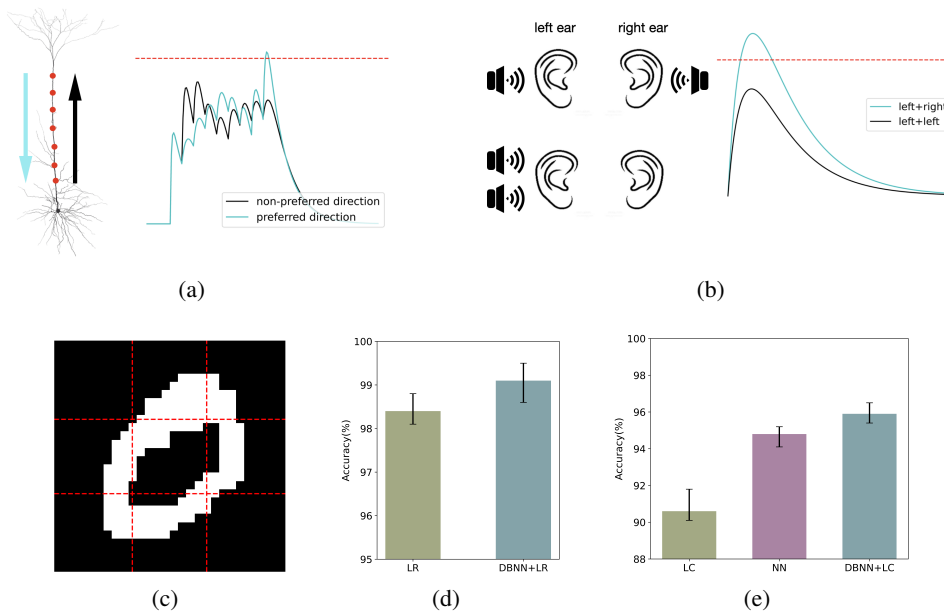 non-preferred direction
preferred direction
(a)
left ear right ear
left+right
left+left
(b)
(c)
100
99
98
97
96
95
Accuracy(%)
LR DBNN+LR
(d)
100
98
96
94
92
90
88
Accuracy(%)
LC NN DBNN+LC
(e)